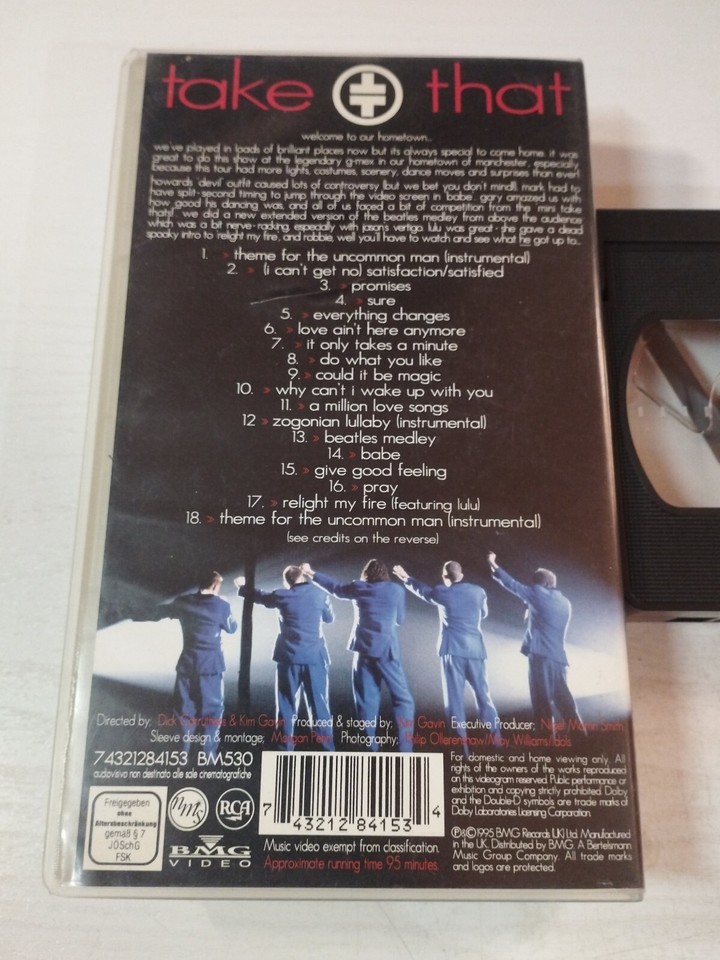 take that
welcome to our hometown..
we've played in loads of brilliant places now but its always special to come home. it was
great to do this show at the legendary g-mex in our hometown of manchester, especially
because this tour had more lights, costumes, scenery, dance moves and surprises than ever!
howards 'devil' outfit caused lots of controversy (but we bet you don't mind!). mark had to
have split-second timing to jump through the video screen in babe. gary amazed us with
how good his dancing was, and all of us faced a bit of competition from the 'mini take
thats!'. we did a new extended version of the beatles medley from above the audience
which was a bit nerve-racking, especially with jason's vertigo. lulu was great - she gave a dead
spooky intro to relight my fire, and robbie, well you'll have to watch and see what he got up to...
1. > theme for the uncommon man (instrumental)
2. > (i can't get no) satisfaction/satisfied
3. > promises
4. > sure
5. > everything changes
6. > love ain't here anymore
7. > it only takes a minute
8. > do what you like
9. > could it be magic
10. > why can't i wake up with you
11. > a million love songs
12 > zogonian lullaby (instrumental)
13. > beatles medley
14. > babe
15. > give good feeling
16. > pray
17. > relight my fire (featuring lulu)
18. > theme for the uncommon man (instrumental)
(see credits on the reverse)
Directed by; Dick Carruthers & Kim Gavin Produced & staged by; Kim Gavin Executive Producer; Nigel Martin Smith
Sleeve design & montage; Morgan Penn Photography; Philip Ollerenshaw/
74321284153 BM530
audiovisivo non destinato alle sale cinematografiche
Freigegeben
ohne
Altersbeschränkung
gemäß § 7
JÖSchG
FSK
RCA
BMG
VIDEO
7 43212 84153 4
Music video exempt from classification.
Approximate running time 95 minutes.
For domestic and home viewing only. All
rights of the owners of the works reproduced
on this videogram reserved. Public performance or
exhibition and copying strictly prohibited. Dolby
and the Double-D symbols are trade marks of
Dolby Laboratories Licensing Corporation.
℗&©1995 BMG Records (UK) Ltd. Manufactured
in the UK. Distributed by BMG. A Bertelsmann
Music Group Company. All trade marks
and logos are protected.